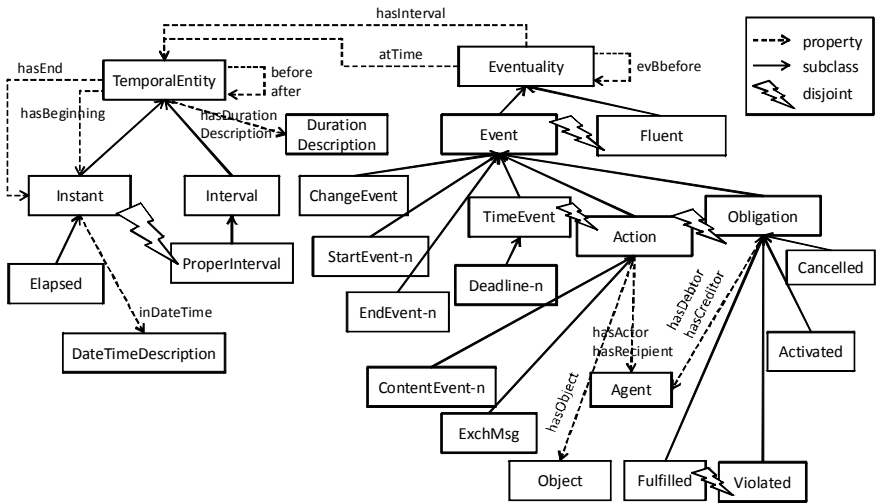 hasInterval
atTime
hasEnd
TemporalEntity
before
after
Eventuality
evBbefore
property
subclass
disjoint
hasBeginning
hasDuration
Description
Duration
Description
Event
Fluent
Instant
Interval
ChangeEvent
TimeEvent
Obligation
Action
StartEvent-n
ProperInterval
Elapsed
Deadline-n
Cancelled
EndEvent-n
inDateTime
hasDebtor
hasCreditor
hasActor
hasRecipient
DateTimeDescription
Activated
ContentEvent-n
Agent
hasObject
ExchMsg
Object
Fulfilled
Violated